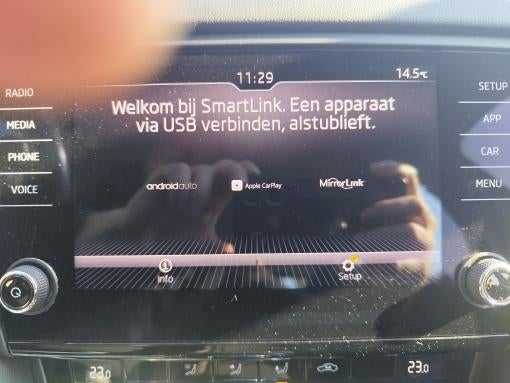 11:29
14.5°C
RADIO
MEDIA
PHONE
VOICE
SETUP
APP
CAR
MENU
Welkom bij SmartLink. Een apparaat
via USB verbinden, alstublieft.
androidauto
Apple CarPlay
MirrorLink
Info
Setup
23.0
23.0